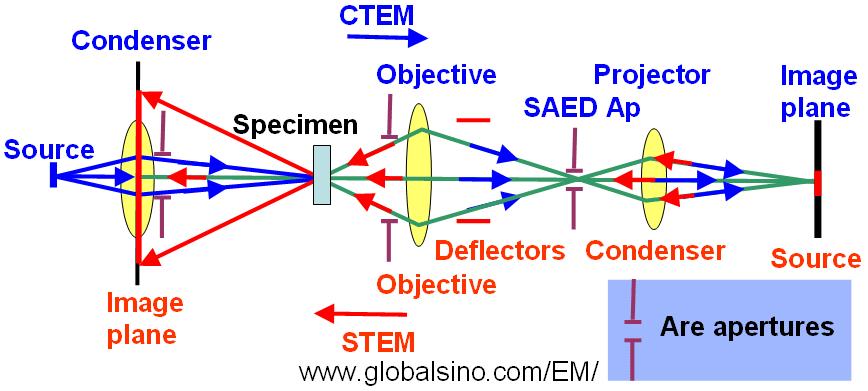 CTEM
Condenser
Objective
Projector
Image
plane
SAED Ap
Specimen
Source
Deflectors
Condenser
Source
Objective
Image
plane
STEM
Are apertures
www.globalsino.com/EM/